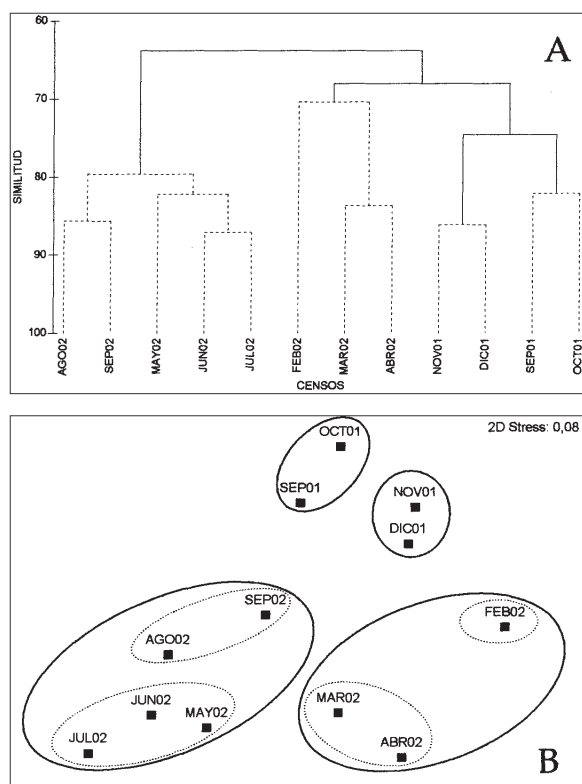 A
60
70
80
90
100
SIMILITUD
AGO02
SEP02
MAY02
JUN02
JUL02
FEB02
MAR02
ABR02
NOV01
DIC01
SEP01
OCT01
CENSOS
2D Stress: 0,08
OCT01
SEP01
NOV01
DIC01
SEP02
FEB02
AGO02
JUN02
MAR02
MAY02
JUL02
ABR02
B